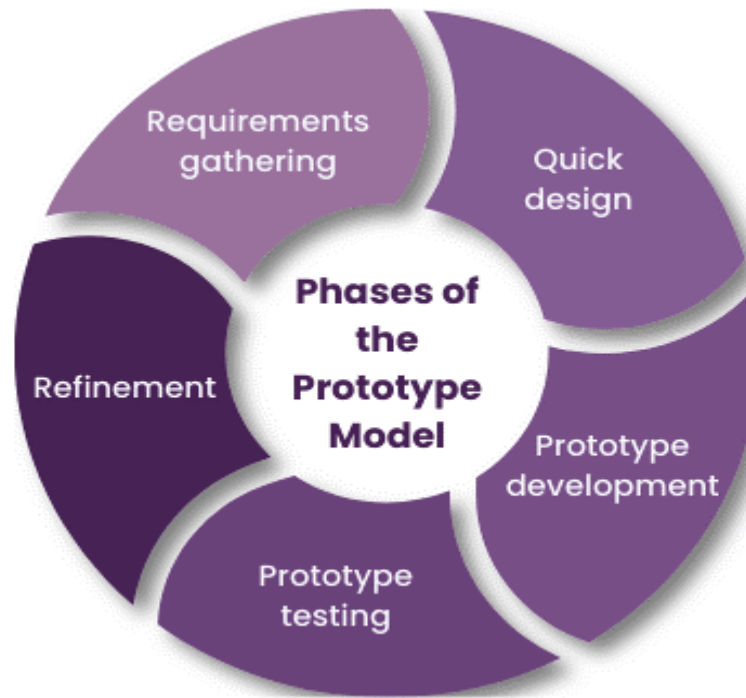 Requirements
gathering
Quick
design
Phases of
the
Prototype
Model
Refinement
Prototype
development
Prototype
testing